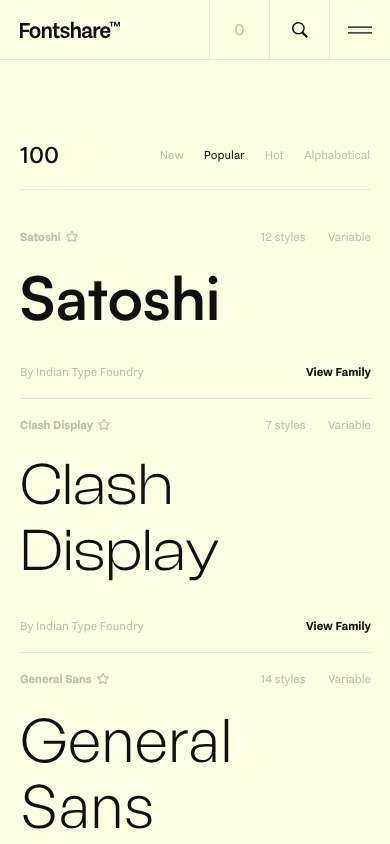 Fontshare™ 0
100 New Popular Hot Alphabetical
Satoshi 12 styles Variable
Satoshi
By Indian Type Foundry View Family
Clash Display 7 styles Variable
Clash
Display
By Indian Type Foundry View Family
General Sans 14 styles Variable
General
Sans